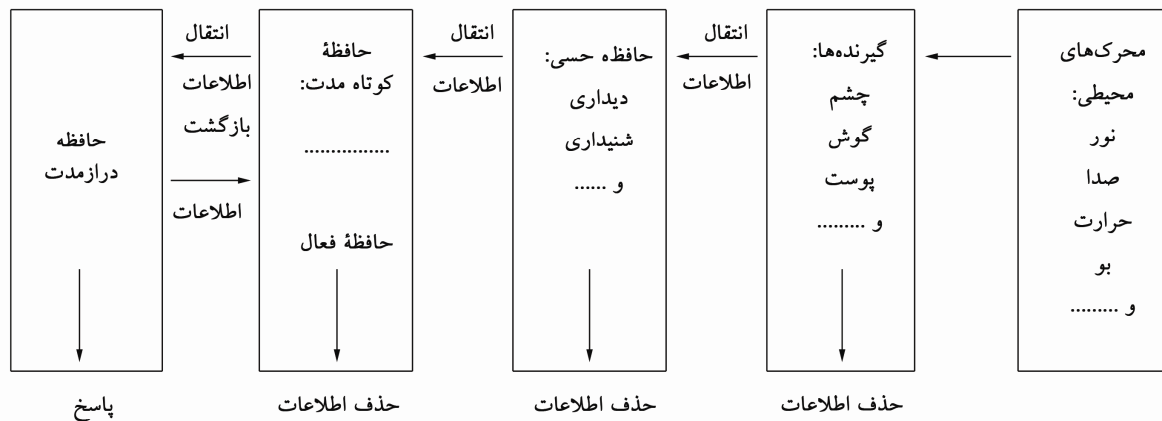 محرک‌های
محیطی:
نور
صدا
حرارت
بو
و .........
گیرنده‌ها:
چشم
گوش
پوست
و .........
حذف اطلاعات
انتقال
اطلاعات
حافظه حسی:
دیداری
شنیداری
و ......
حذف اطلاعات
انتقال
اطلاعات
حافظهٔ
کوتاه مدت:
................
حافظهٔ فعال
حذف اطلاعات
انتقال
اطلاعات
بازگشت
اطلاعات
حافظه
درازمدت
پاسخ